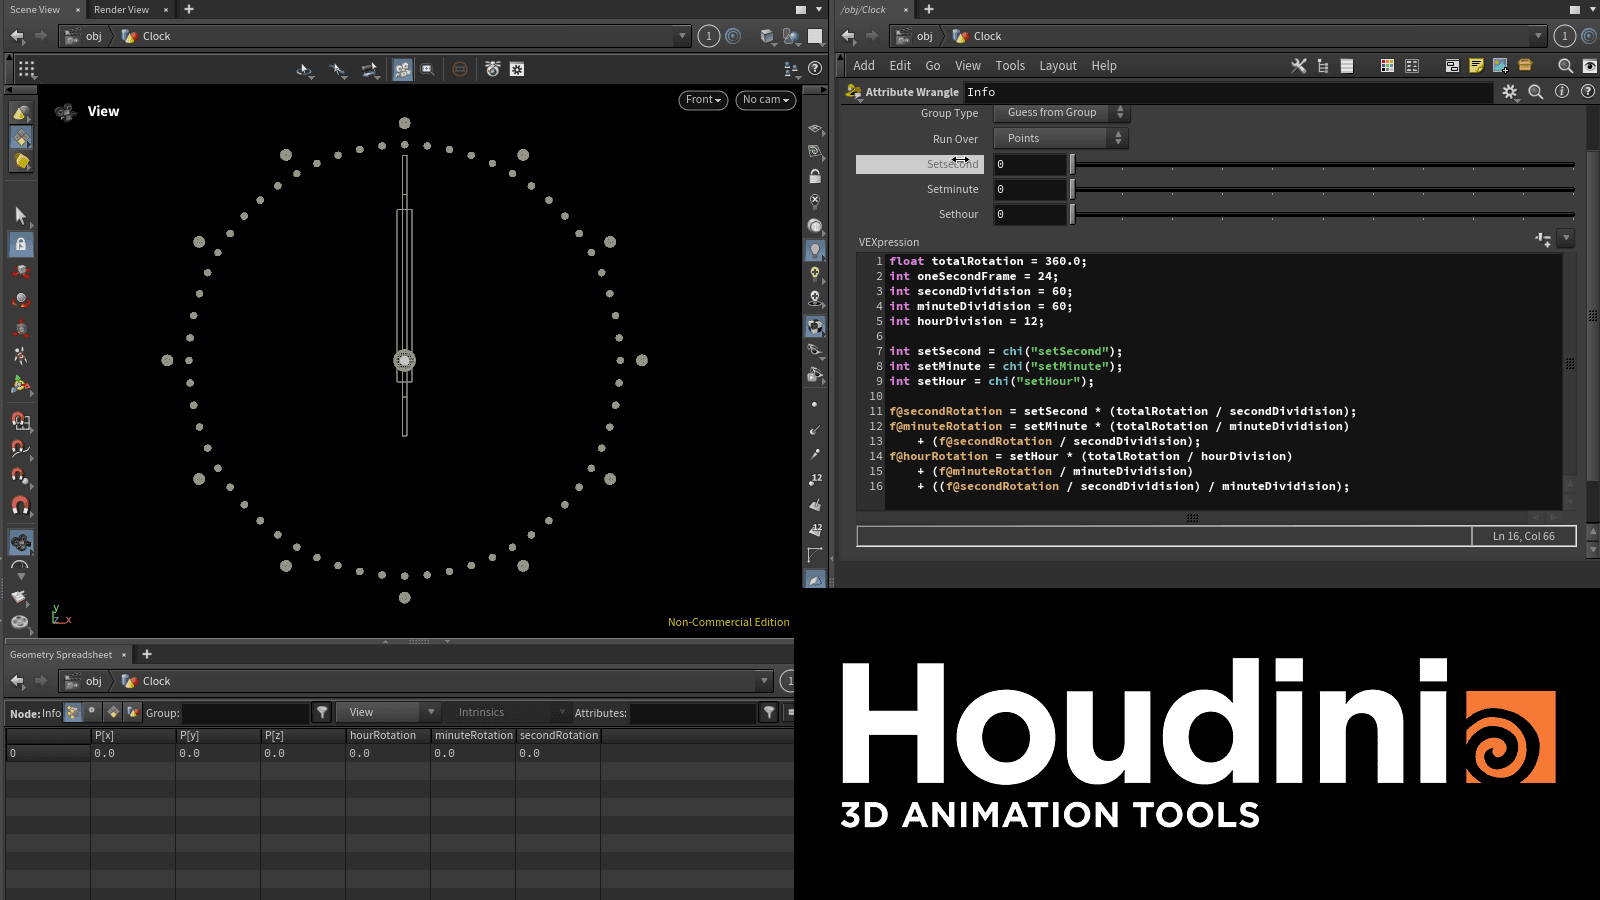 Scene View × Render View × +
obj Clock 1
View
Front No cam
12
12
y
z x
Non-Commercial Edition
Geometry Spreadsheet × +
obj Clock 1
Node: Info Group: View Intrinsics Attributes:
P[x] P[y] P[z] hourRotation minuteRotation secondRotation
0 0.0 0.0 0.0 0.0 0.0 0.0
/obj/Clock × +
obj Clock 1
Add Edit Go View Tools Layout Help
Attribute Wrangle Info
Group Type Guess from Group
Run Over Points
Setsecond 0
Setminute 0
Sethour 0
VEXpression
1 float totalRotation = 360.0;
2 int oneSecondFrame = 24;
3 int secondDividision = 60;
4 int minuteDividision = 60;
5 int hourDivision = 12;
6
7 int setSecond = chi("setSecond");
8 int setMinute = chi("setMinute");
9 int setHour = chi("setHour");
10
11 f@secondRotation = setSecond * (totalRotation / secondDividision);
12 f@minuteRotation = setMinute * (totalRotation / minuteDividision)
13 + (f@secondRotation / secondDividision);
14 f@hourRotation = setHour * (totalRotation / hourDivision)
15 + (f@minuteRotation / minuteDividision)
16 + ((f@secondRotation / secondDividision) / minuteDividision);
Ln 16, Col 66
Houdini
3D ANIMATION TOOLS